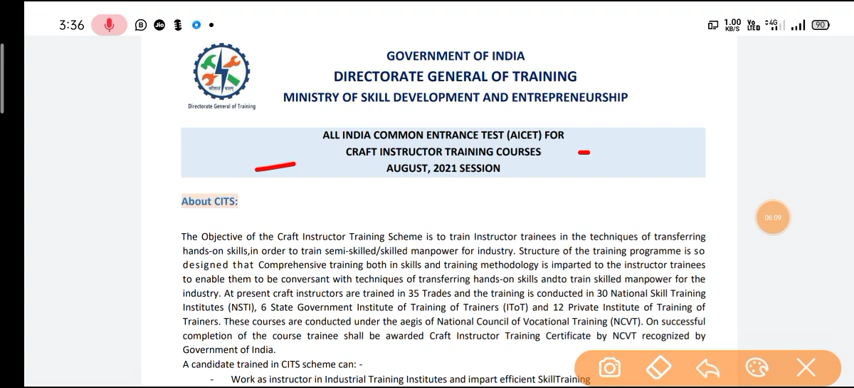 3:36
1.00 KB/S
Vo LTE
4G
90
GOVERNMENT OF INDIA
DIRECTORATE GENERAL OF TRAINING
MINISTRY OF SKILL DEVELOPMENT AND ENTREPRENEURSHIP
Directorate General of Training
ALL INDIA COMMON ENTRANCE TEST (AICET) FOR
CRAFT INSTRUCTOR TRAINING COURSES
AUGUST, 2021 SESSION
About CITS:
06:09
The Objective of the Craft Instructor Training Scheme is to train Instructor trainees in the techniques of transferring
hands-on skills,in order to train semi-skilled/skilled manpower for industry. Structure of the training programme is so
designed that Comprehensive training both in skills and training methodology is imparted to the instructor trainees
to enable them to be conversant with techniques of transferring hands-on skills andto train skilled manpower for the
industry. At present craft instructors are trained in 35 Trades and the training is conducted in 30 National Skill Training
Institutes (NSTI), 6 State Government Institute of Training of Trainers (IToT) and 12 Private Institute of Training of
Trainers. These courses are conducted under the aegis of National Council of Vocational Training (NCVT). On successful
completion of the course trainee shall be awarded Craft Instructor Training Certificate by NCVT recognized by
Government of India.
A candidate trained in CITS scheme can: -
- Work as instructor in Industrial Training Institutes and impart efficient SkillTraining